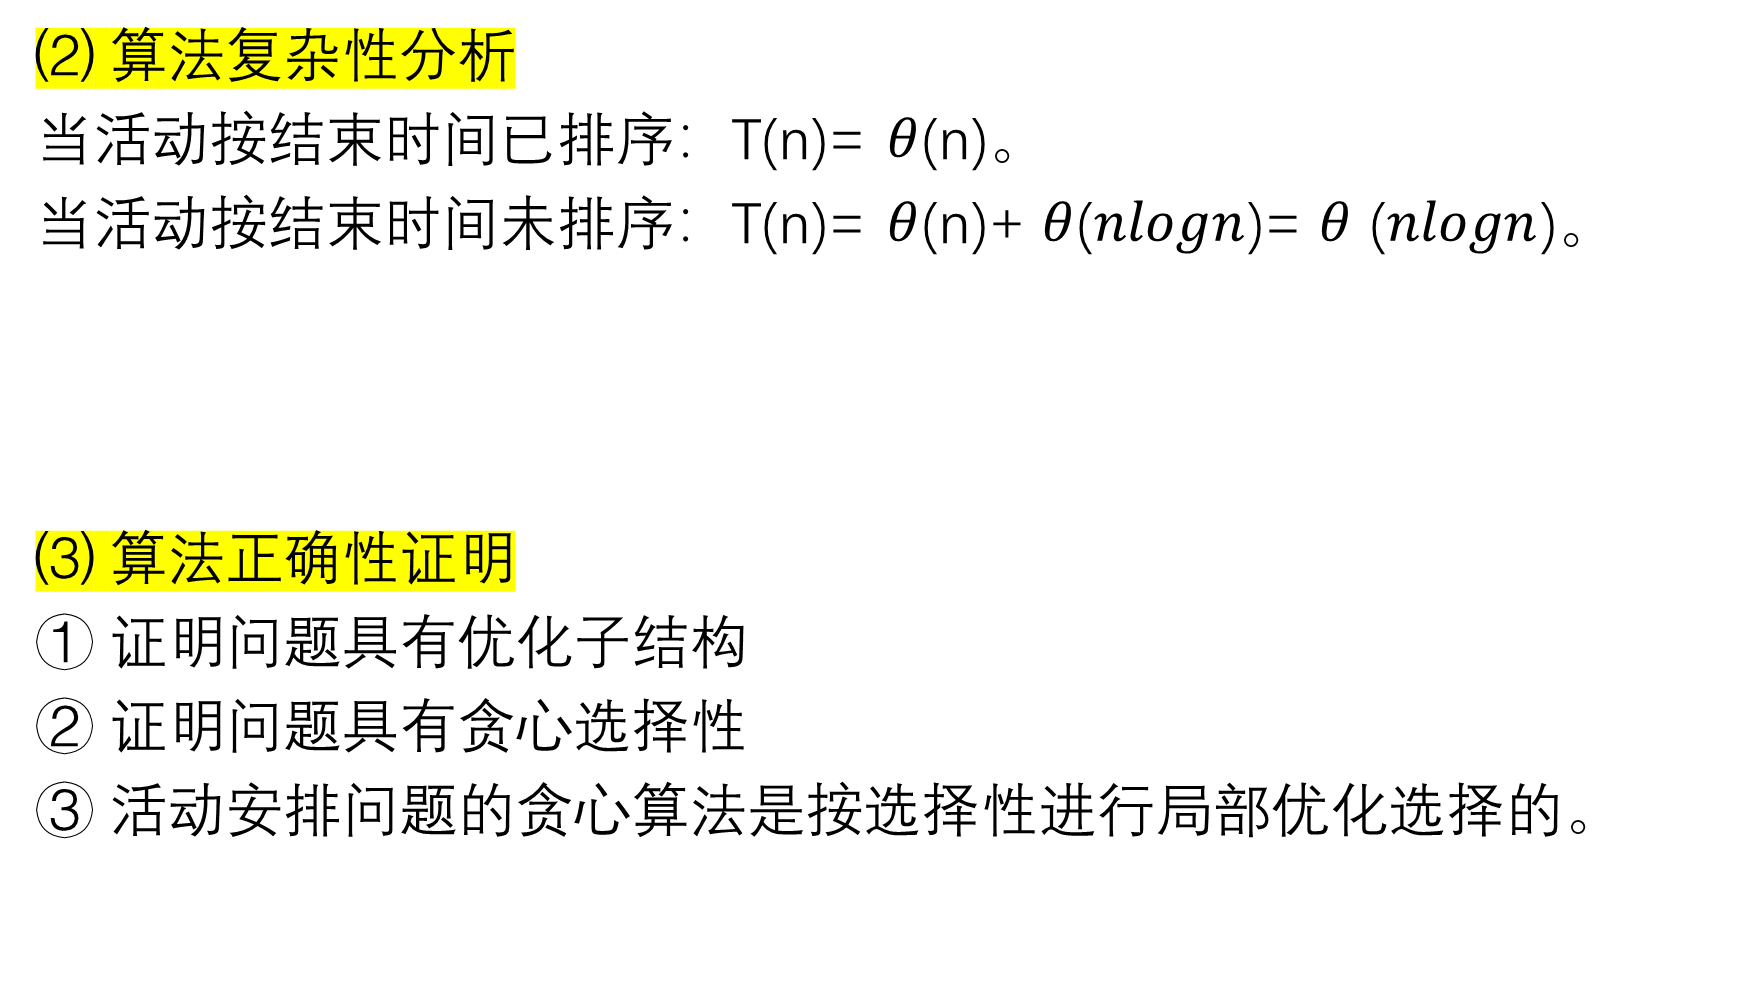 ⑵ 算法复杂性分析
当活动按结束时间已排序：T(n)= θ(n)。
当活动按结束时间未排序：T(n)= θ(n)+ θ(nlogn)= θ (nlogn)。
⑶ 算法正确性证明
① 证明问题具有优化子结构
② 证明问题具有贪心选择性
③ 活动安排问题的贪心算法是按选择性进行局部优化选择的。